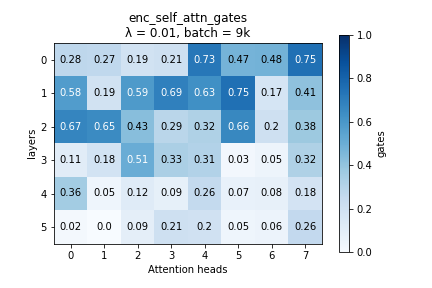 enc_self_attn_gates
λ = 0.01, batch = 9k
0 0.28 0.27 0.19 0.21 0.73 0.47 0.48 0.75
1 0.58 0.19 0.59 0.69 0.63 0.75 0.17 0.41
2 0.67 0.65 0.43 0.29 0.32 0.66 0.2 0.38
3 0.11 0.18 0.51 0.33 0.31 0.03 0.05 0.32
4 0.36 0.05 0.12 0.09 0.26 0.07 0.08 0.18
5 0.02 0.0 0.09 0.21 0.2 0.05 0.06 0.26
0 1 2 3 4 5 6 7
Attention heads
layers
1.0
0.8
0.6
0.4
0.2
0.0
gates